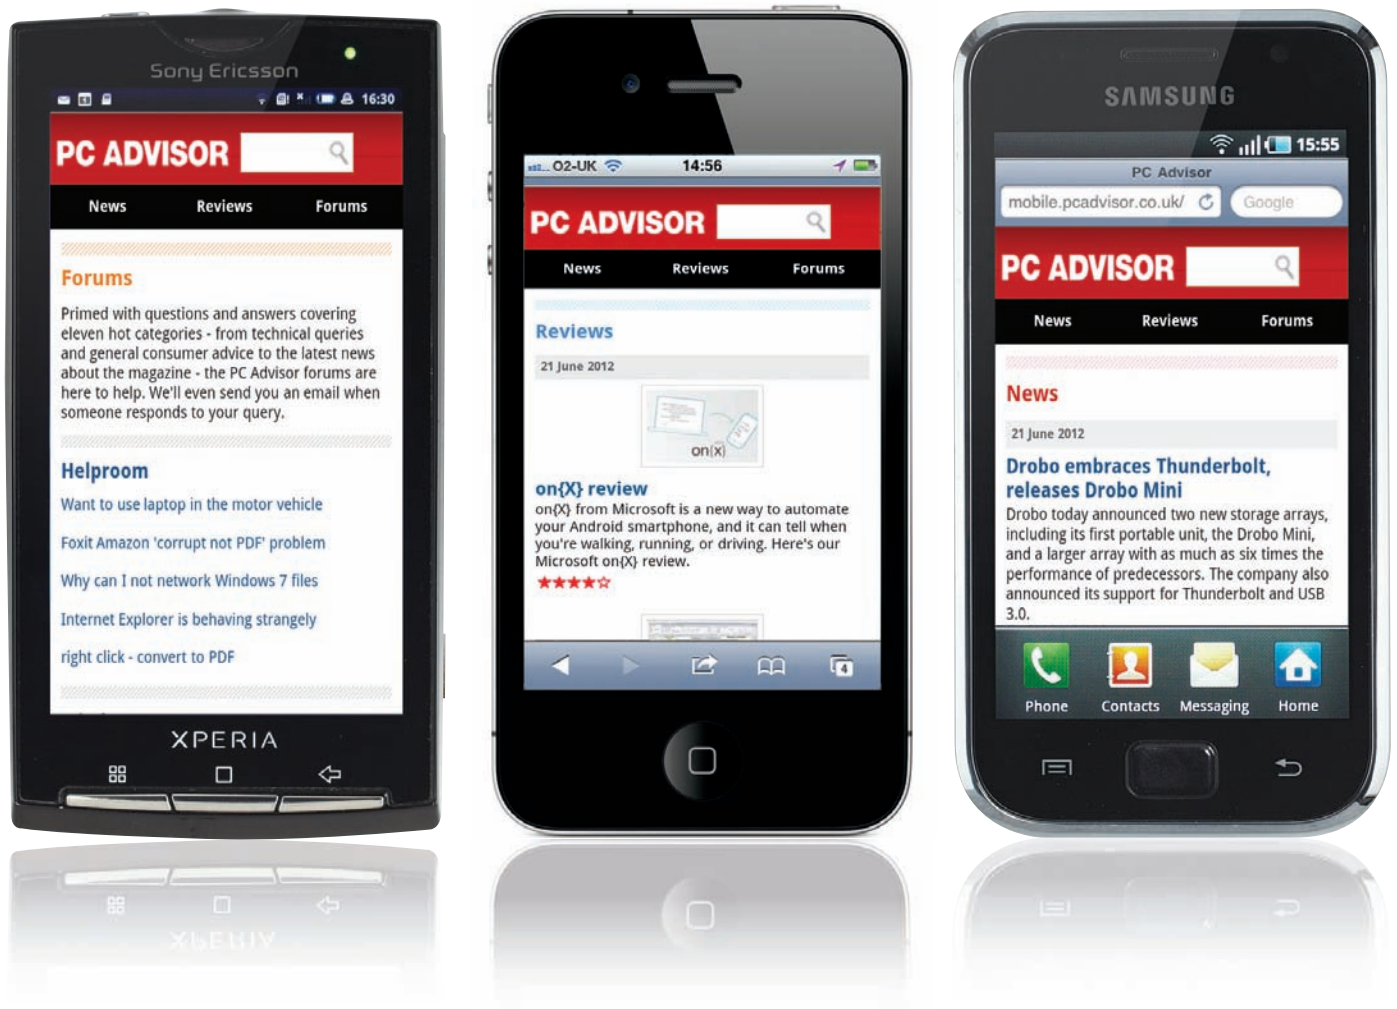 Sony Ericsson
16:30
PC ADVISOR
News Reviews Forums
Forums
Primed with questions and answers covering
eleven hot categories - from technical queries
and general consumer advice to the latest news
about the magazine - the PC Advisor forums are
here to help. We'll even send you an email when
someone responds to your query.
Helproom
Want to use laptop in the motor vehicle
Foxit Amazon 'corrupt not PDF' problem
Why can I not network Windows 7 files
Internet Explorer is behaving strangely
right click - convert to PDF
XPERIA
O2-UK 14:56
PC ADVISOR
News Reviews Forums
Reviews
21 June 2012
on{x}
on{X} review
on{X} from Microsoft is a new way to automate
your Android smartphone, and it can tell when
you're walking, running, or driving. Here's our
Microsoft on{X} review.
4
SAMSUNG
15:55
PC Advisor
mobile.pcadvisor.co.uk/ Google
PC ADVISOR
News Reviews Forums
News
21 June 2012
Drobo embraces Thunderbolt,
releases Drobo Mini
Drobo today announced two new storage arrays,
including its first portable unit, the Drobo Mini,
and a larger array with as much as six times the
performance of predecessors. The company also
announced its support for Thunderbolt and USB
3.0.
Phone Contacts Messaging Home